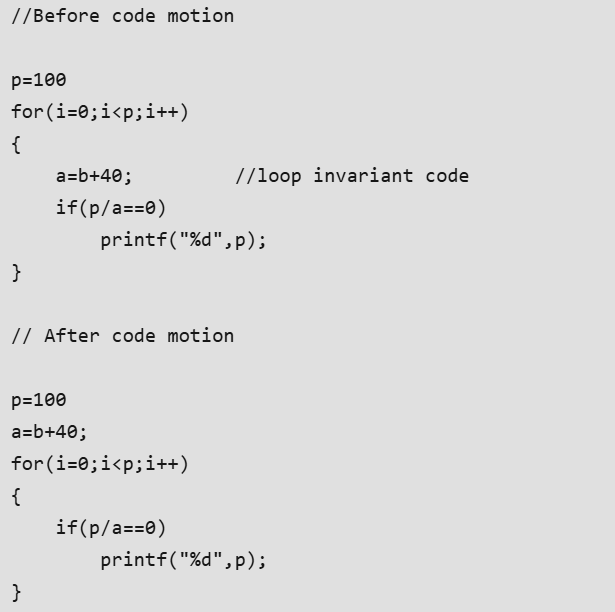 //Before code motion

p=100
for(i=0;i<p;i++)
{
    a=b+40;         //loop invariant code
    if(p/a==0)
        printf("%d",p);
}

// After code motion

p=100
a=b+40;
for(i=0;i<p;i++)
{
    if(p/a==0)
        printf("%d",p);
}